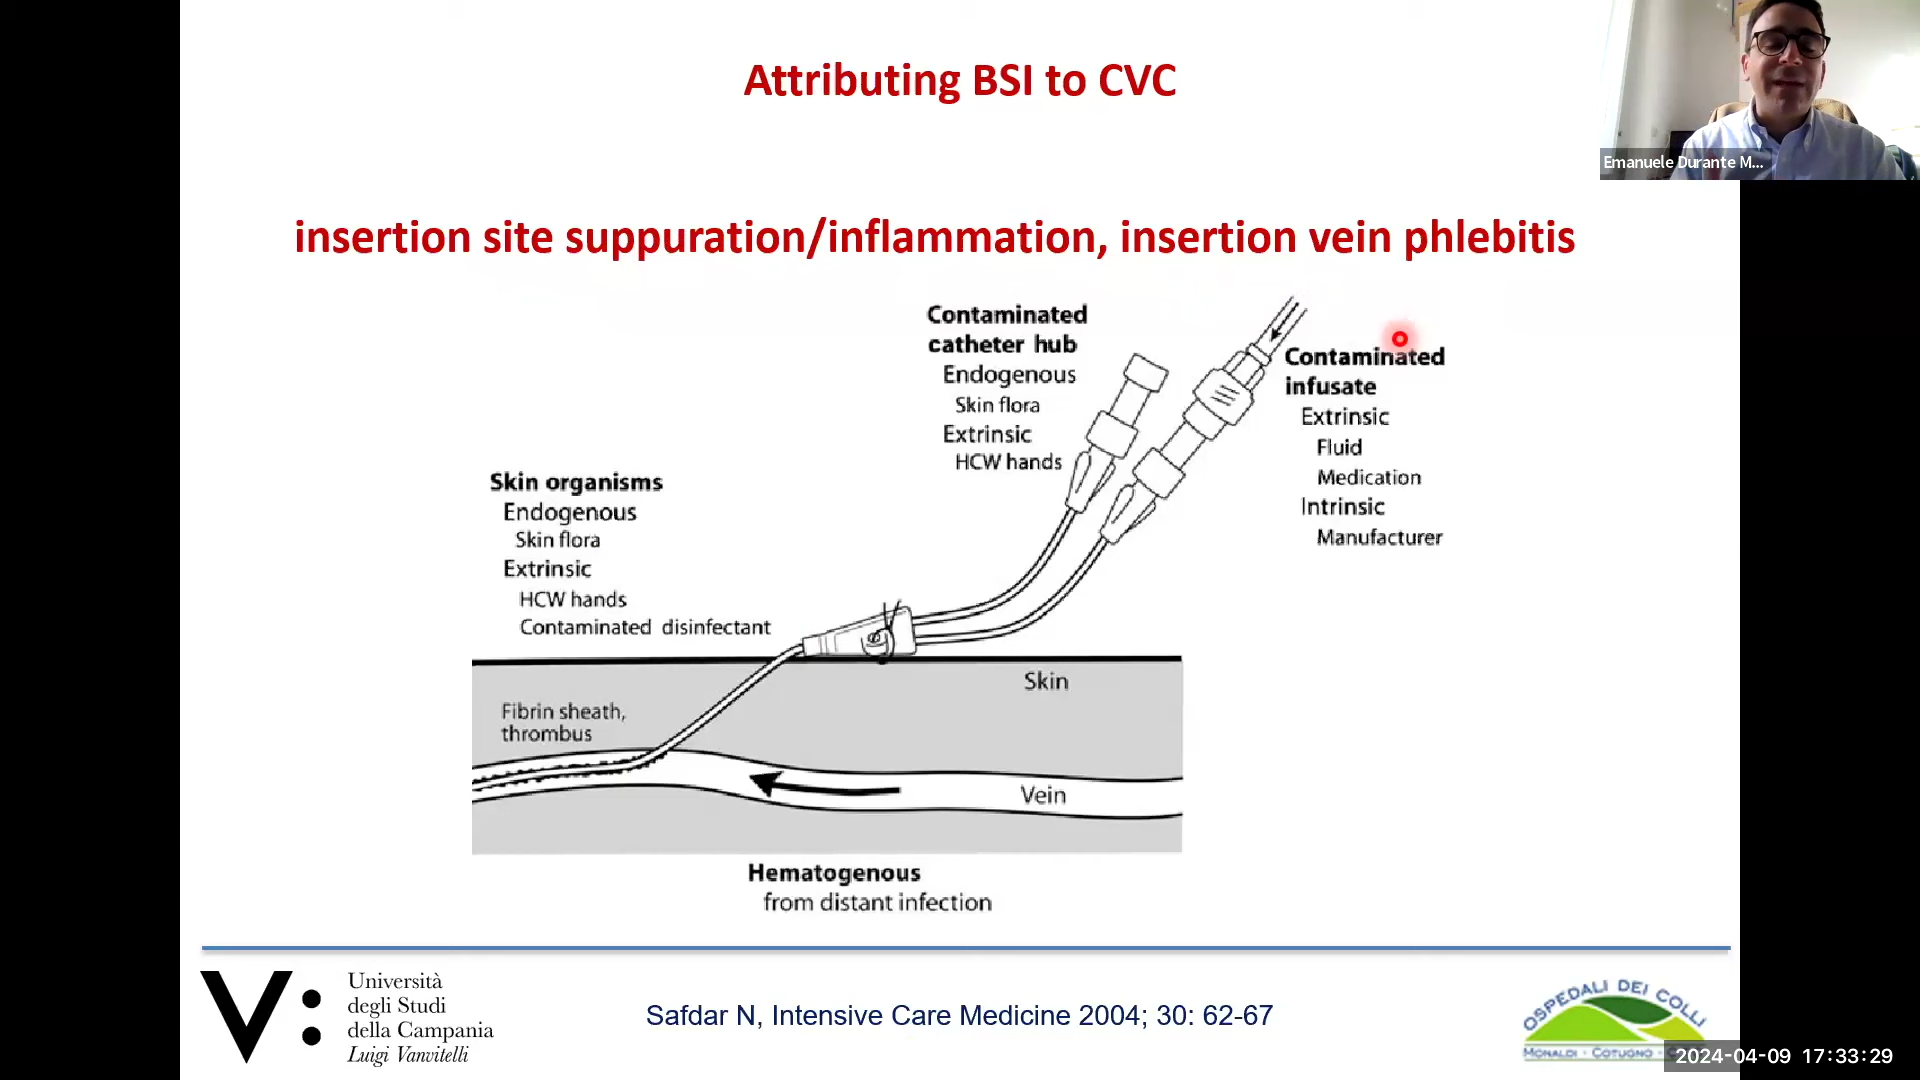 Attributing BSI to CVC
Emanuele Durante M...
insertion site suppuration/inflammation, insertion vein phlebitis
Contaminated
catheter hub
Endogenous
Skin flora
Extrinsic
HCW hands
Contaminated
infusate
Extrinsic
Fluid
Medication
Intrinsic
Manufacturer
Skin organisms
Endogenous
Skin flora
Extrinsic
HCW hands
Contaminated disinfectant
Skin
Fibrin sheath,
thrombus
Vein
Hematogenous
from distant infection
V:
Università
degli Studi
della Campania
Luigi Vanvitelli
Safdar N, Intensive Care Medicine 2004; 30: 62-67
OSPEDALI DEI COLLI
MONALDI - COTUGNO - 
2024-04-09 17:33:29